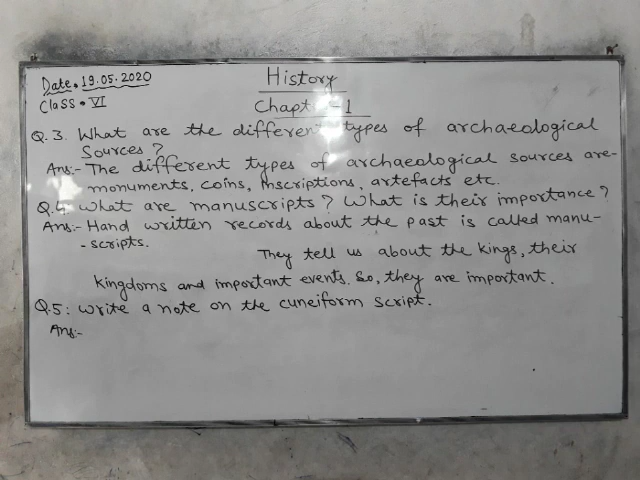 Date. 19.05.2020
History
Class. VI
Chapt - 1
Q.3. What are the different types of archaeological
Sources?
Ans:- The different types of archaeological sources are-
monuments, coins, inscriptions, artefacts etc.
Q.4. What are manuscripts? What is their importance?
Ans:- Hand written records about the past is called manu-
-scripts.
They tell us about the kings, their
kingdoms and important events. So, they are important.
Q.5: Write a note on the cuneiform script.
Ans:-